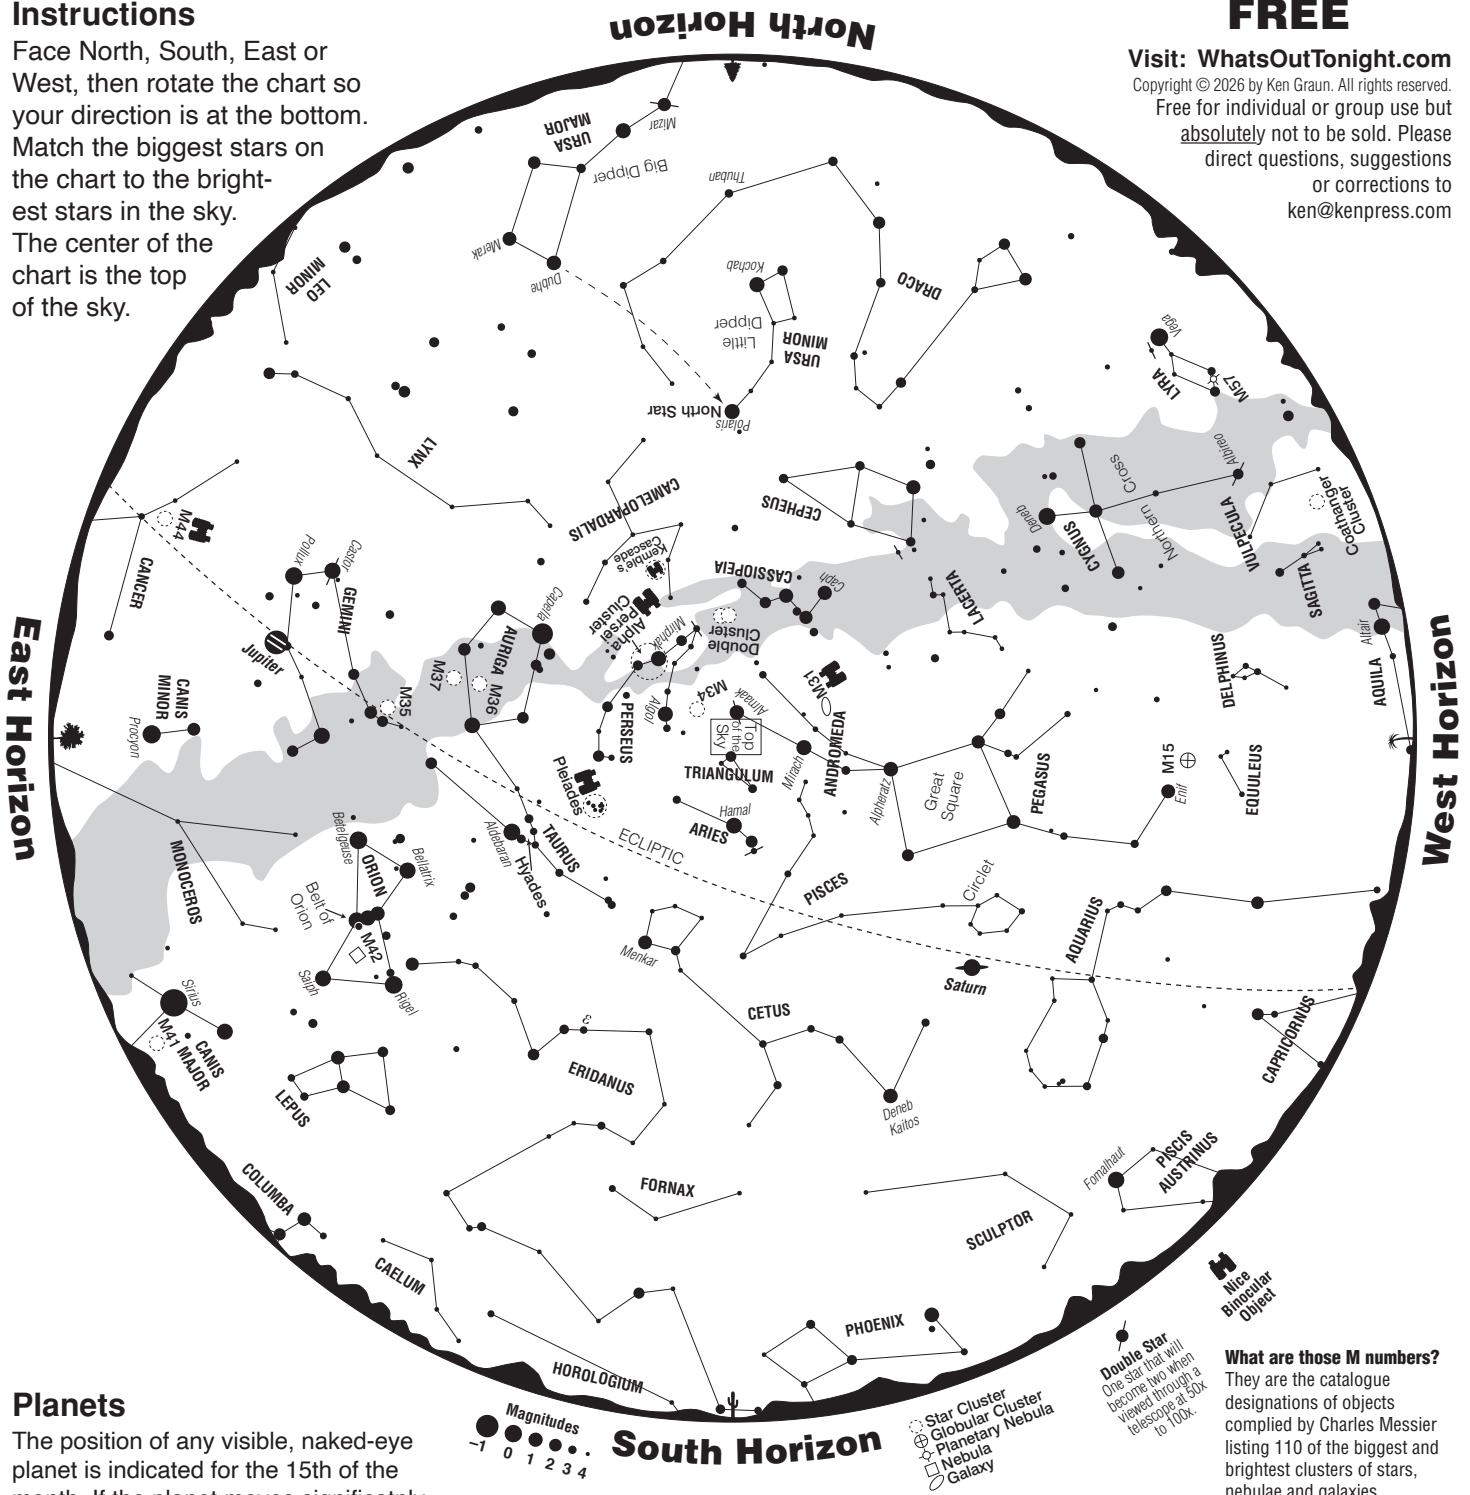 Instructions
Face North, South, East or
West, then rotate the chart so
your direction is at the bottom.
Match the biggest stars on
the chart to the bright-
est stars in the sky.
The center of the
chart is the top
of the sky.
North Horizon
FREE
Visit: WhatsOutTonight.com
Copyright © 2026 by Ken Graun. All rights reserved.
Free for individual or group use but
absolutely not to be sold. Please
direct questions, suggestions
or corrections to
ken@kenpress.com
URSA
MAJOR
Mizar
Big Dipper
Merak
Dubhe
Thuban
Kochab
Little
Dipper
URSA
MINOR
DRACO
LEO
MINOR
North Star
Polaris
Vega
LYRA
M57
LYNX
CAMELOPARDALIS
CEPHEUS
Deneb
CYGNUS
Northern
Cross
Albireo
VULPECULA
Coathanger
Cluster
SAGITTA
M44
CANCER
Pollux
Castor
GEMINI
Jupiter
Capella
AURIGA
M37
M36
M35
Kemble's
Cascade
Alpha
Persei
Cluster
Mirphak
Double
Cluster
CASSIOPEIA
Caph
LACERTA
Altair
AQUILA
DELPHINUS
East Horizon
West Horizon
CANIS
MINOR
Procyon
PERSEUS
Algol
M34
Almaak
M31
Top
of the
Sky
TRIANGULUM
Mirach
ANDROMEDA
Alpheratz
Great
Square
PEGASUS
M15
Enif
EQUULEUS
Pleiades
Hamal
ARIES
ECLIPTIC
Aldebaran
Hyades
TAURUS
Betelgeuse
Bellatrix
ORION
Belt of
Orion
M42
Saiph
Rigel
MONOCEROS
PISCES
Circlet
AQUARIUS
Menkar
Saturn
Sirius
M41
CANIS
MAJOR
LEPUS
ε
ERIDANUS
CETUS
Deneb
Kaitos
CAPRICORNUS
COLUMBA
CAELUM
FORNAX
SCULPTOR
Fomalhaut
PISCIS
AUSTRINUS
HOROLOGIUM
PHOENIX
Nice
Binocular
Object
Double Star
One star that will
become two when
viewed through a
telescope at 50x
to 100x.
What are those M numbers?
They are the catalogue
designations of objects
complied by Charles Messier
listing 110 of the biggest and
brightest clusters of stars,
nebulae and galaxies.
Planets
The position of any visible, naked-eye
planet is indicated for the 15th of the
month. If the planet moves significantly
Magnitudes
–1 0 1 2 3 4
South Horizon
Star Cluster
Globular Cluster
Planetary Nebula
Nebula
Galaxy